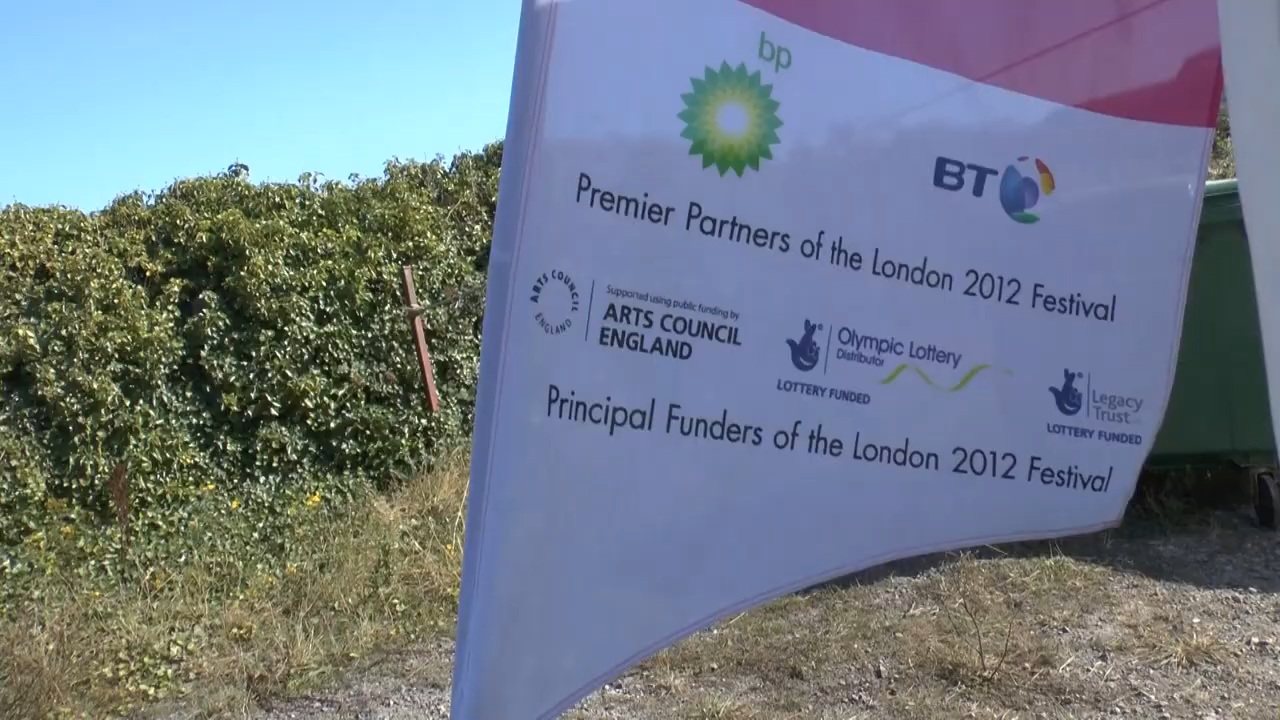 bp
BT
Premier Partners of the London 2012 Festival
ARTS COUNCIL
ENGLAND
Supported using public funding by
ARTS COUNCIL
ENGLAND
Olympic Lottery
Distributor
LOTTERY FUNDED
Legacy
Trust
LOTTERY FUNDED
Principal Funders of the London 2012 Festival